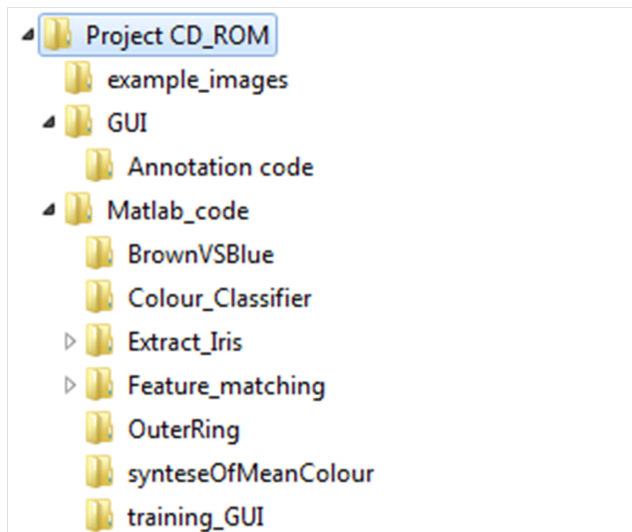 Project CD_ROM
example_images
GUI
Annotation code
Matlab_code
BrownVSBlue
Colour_Classifier
Extract_Iris
Feature_matching
OuterRing
synteseOfMeanColour
training_GUI